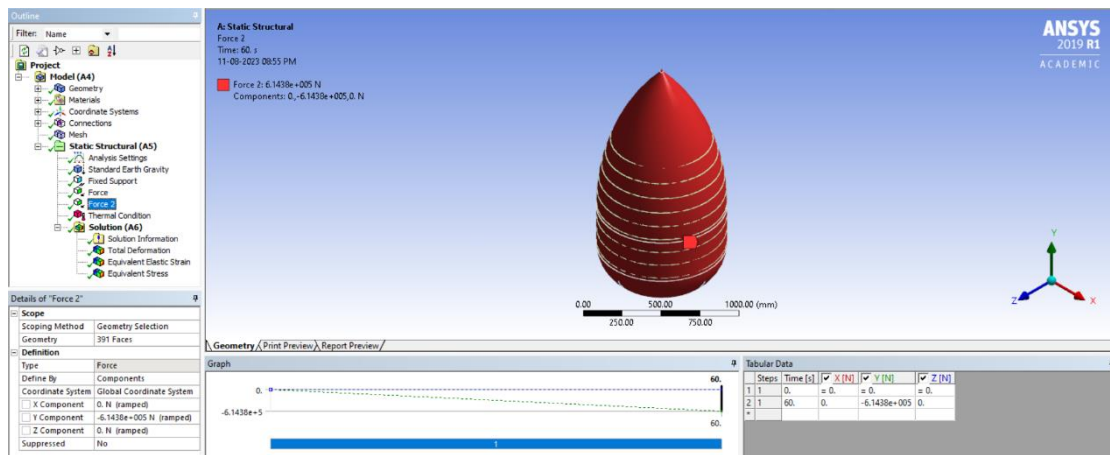 Outline
Filter: Name
Project
Model (A4)
Geometry
Materials
Coordinate Systems
Connections
Mesh
Static Structural (A5)
Analysis Settings
Standard Earth Gravity
Fixed Support
Force
Force 2
Thermal Condition
Solution (A6)
Solution Information
Total Deformation
Equivalent Elastic Strain
Equivalent Stress
Details of "Force 2"
Scope
Scoping Method Geometry Selection
Geometry 391 Faces
Definition
Type Force
Define By Components
Coordinate System Global Coordinate System
X Component 0. N (ramped)
Y Component -6.1438e+005 N (ramped)
Z Component 0. N (ramped)
Suppressed No
A: Static Structural
Force 2
Time: 60. s
11-08-2023 08:55 PM
Force 2: 6.1438e+005 N
Components: 0.,-6.1438e+005,0. N
ANSYS
2019 R1
ACADEMIC
Y
Z X
0.00 500.00 1000.00 (mm)
250.00 750.00
Geometry Print Preview Report Preview
Graph
60.
0.
-6.1438e+5
60.
1
Tabular Data
Steps Time [s] X [N] Y [N] Z [N]
1 1 0. = 0. = 0. = 0.
2 1 60. 0. -6.1438e+005 0.
*